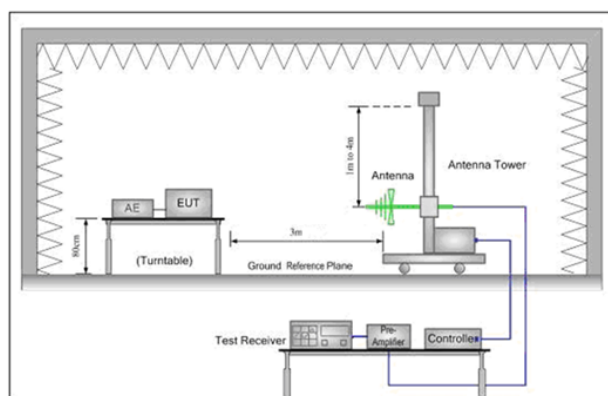 1m to 4m
Antenna
Antenna Tower
AE
EUT
80cm
(Turntable)
3m
Ground Reference Plane
Test Receiver
Pre-
Amplifier
Controller